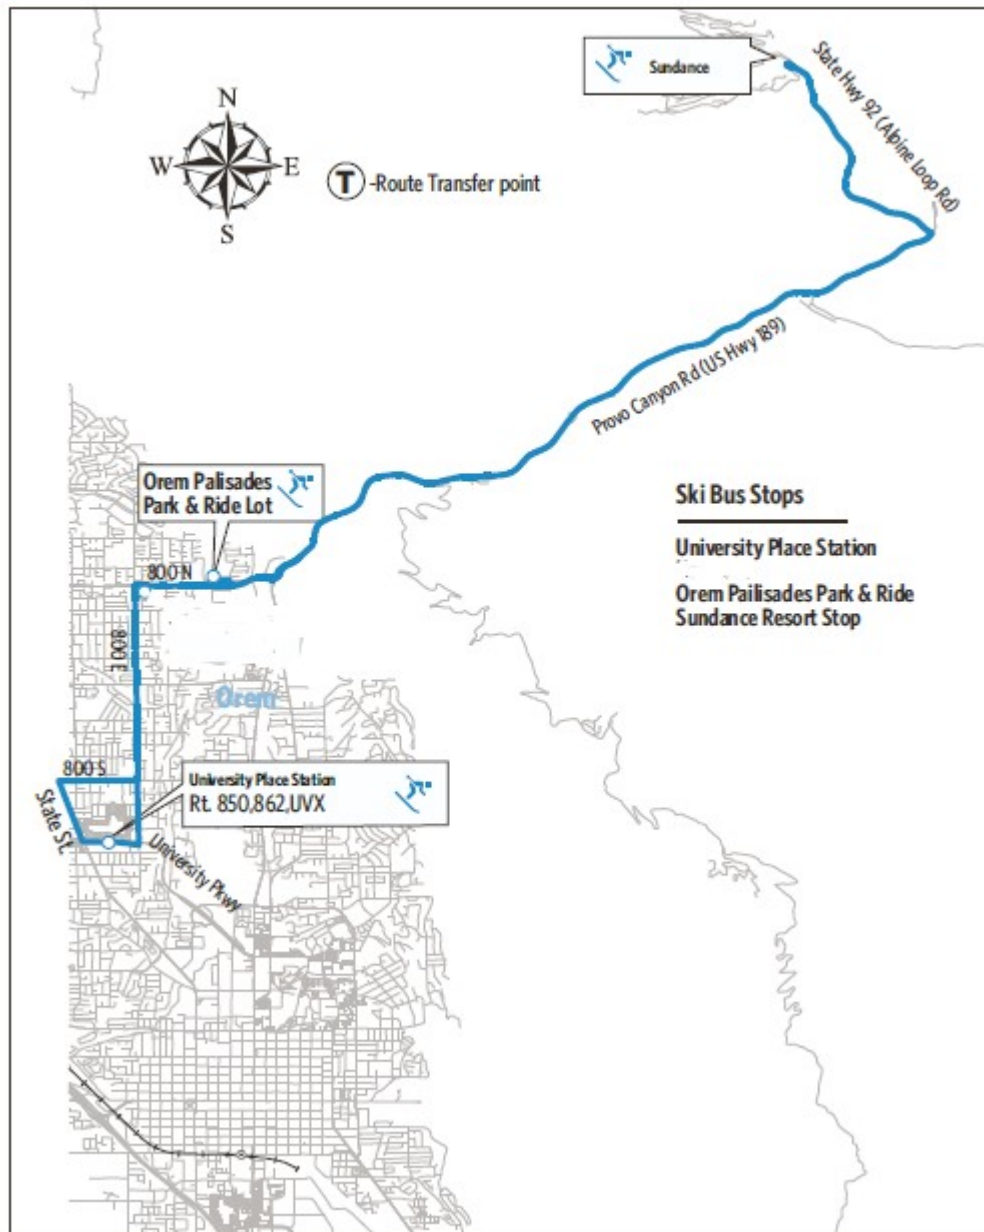 Sundance
State Hwy 92 (Alpine Loop Rd)
N
W E
S
T -Route Transfer point
Provo Canyon Rd (US Hwy 189)
Orem Palisades
Park & Ride Lot
Ski Bus Stops
University Place Station
Orem Pailisades Park & Ride
Sundance Resort Stop
800 N
800 E
Orem
800 S
University Place Station
Rt. 850,862,UVX
State St.
University Pkwy